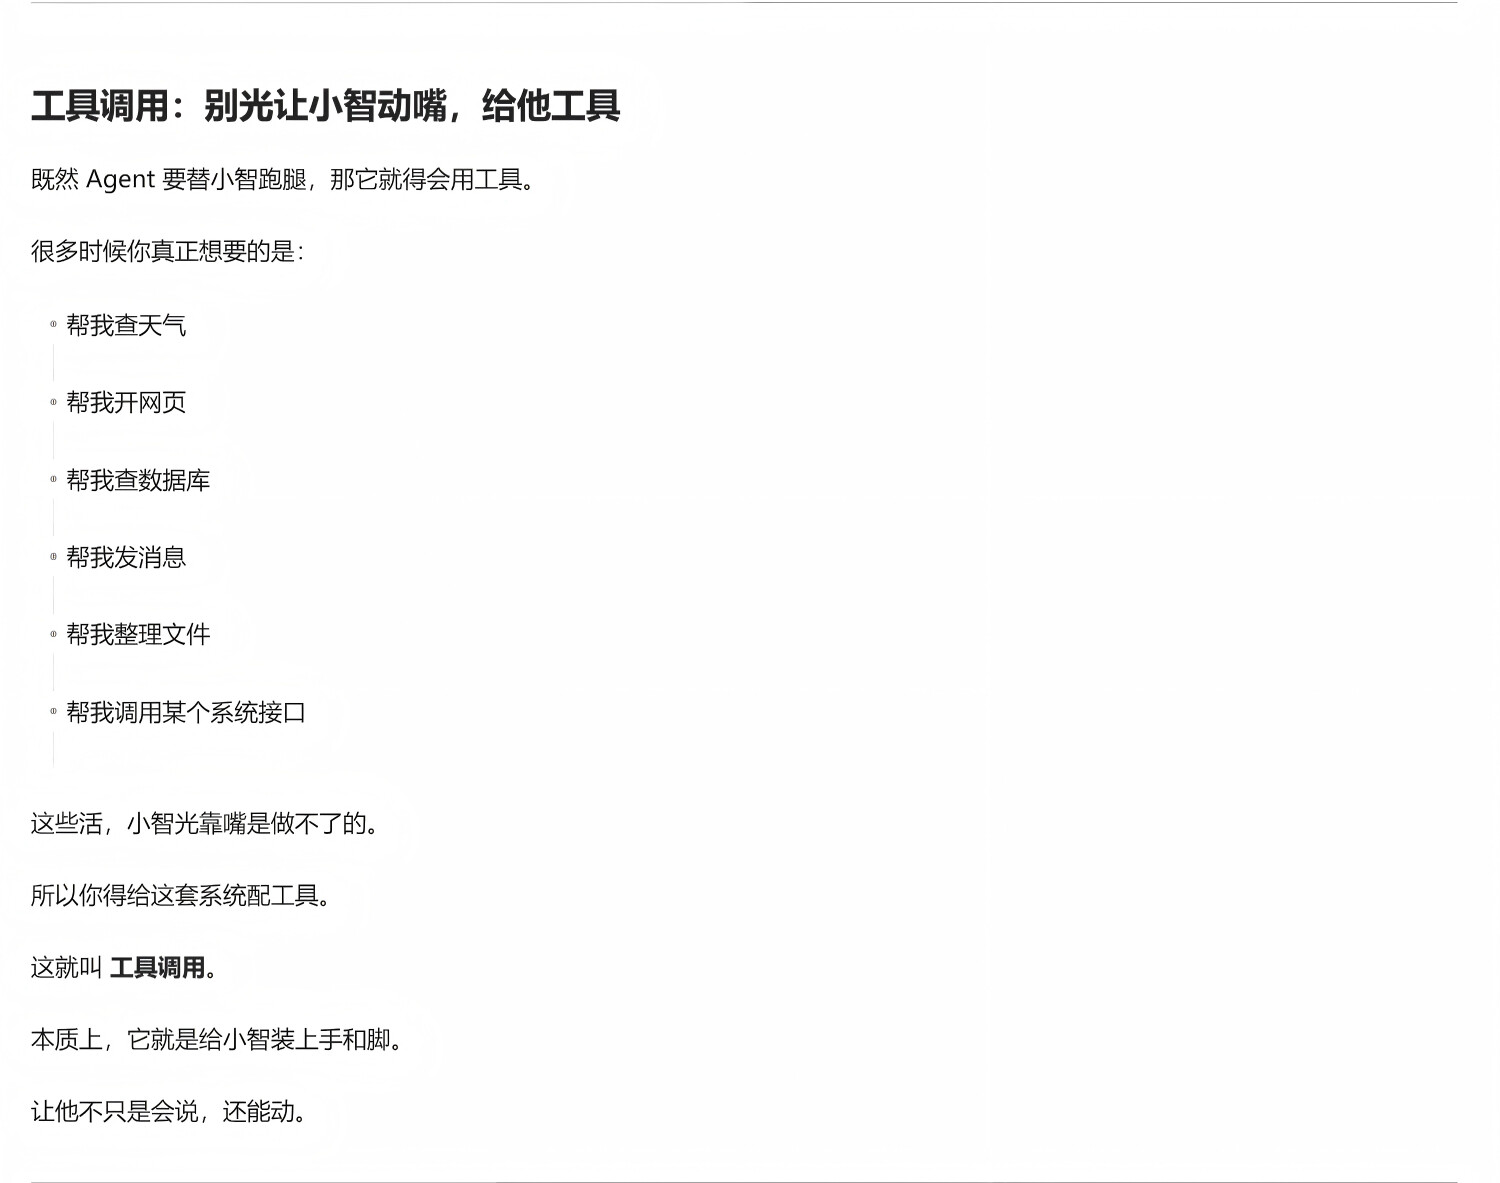 工具调用：别光让小智动嘴，给他工具
既然 Agent 要替小智跑腿，那它就得会用工具。
很多时候你真正想要的是：
帮我查天气
帮我开网页
帮我查数据库
帮我发消息
帮我整理文件
帮我调用某个系统接口
这些活，小智光靠嘴是做不了的。
所以你得给这套系统配工具。
这就叫 工具调用。
本质上，它就是给小智装上手和脚。
让他不只是会说，还能动。